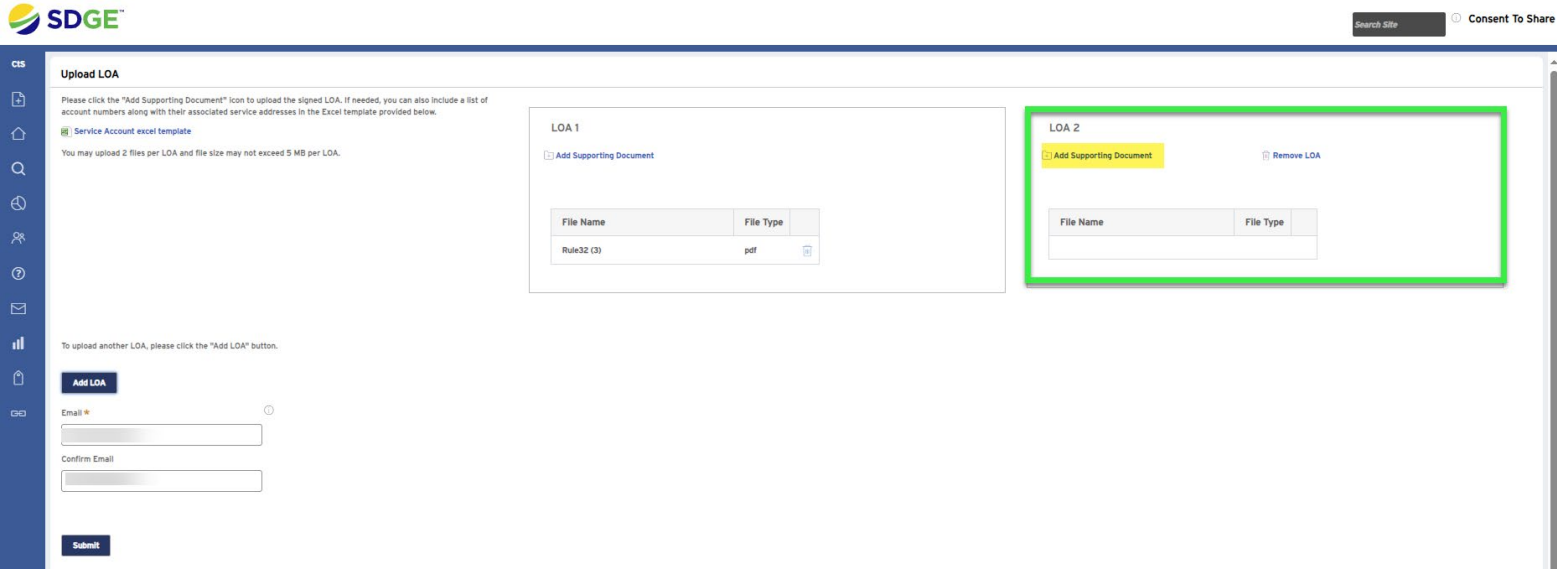 SDGE™
Search Site
Consent To Share
CtS
Upload LOA
Please click the "Add Supporting Document" icon to upload the signed LOA. If needed, you can also include a list of
account numbers along with their associated service addresses in the Excel template provided below.
Service Account excel template
You may upload 2 files per LOA and file size may not exceed 5 MB per LOA.
LOA 1
Add Supporting Document
File Name File Type
Rule32 (3) pdf
LOA 2
Add Supporting Document Remove LOA
File Name File Type
To upload another LOA, please click the "Add LOA" button.
Add LOA
Email *
Confirm Email
Submit